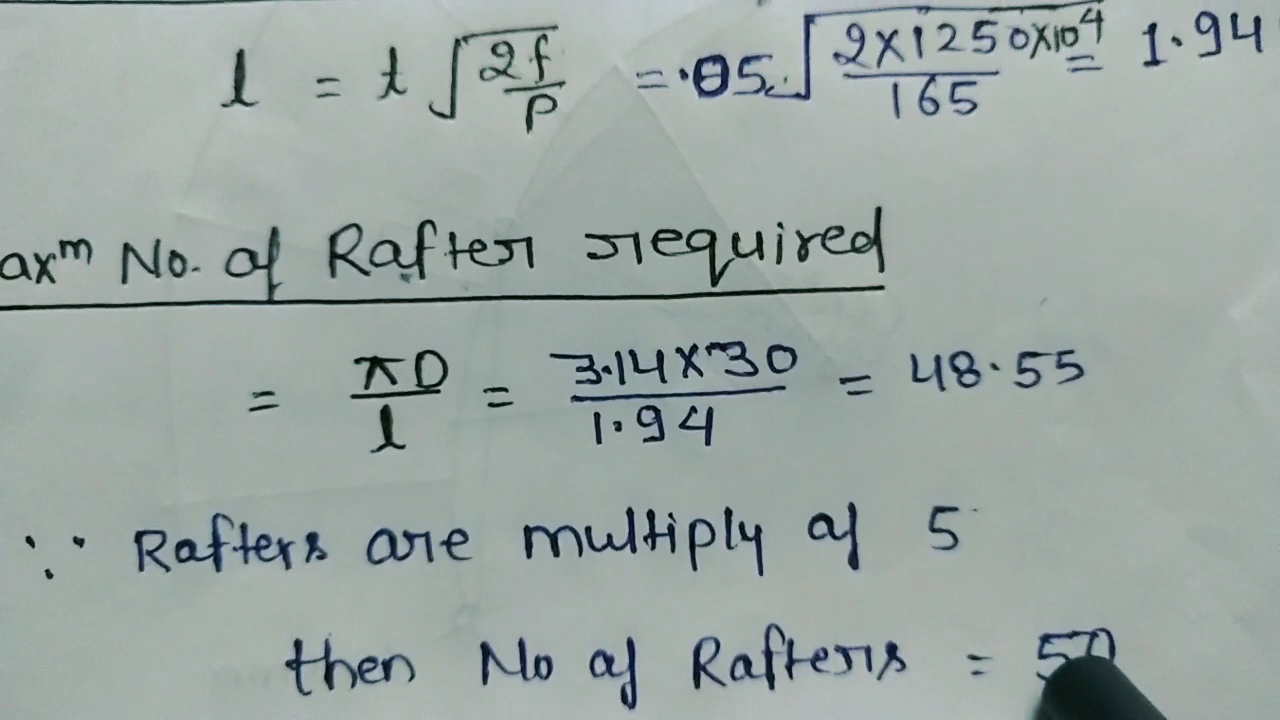 l = t √(2f/P) = .05 √(2×1250×10⁴/165) = 1.94
axᵐ No. of Rafter required
= πD/l = 3.14×30/1.94 = 48.55
∵ Rafters are multiply of 5
then No of Rafters = 50